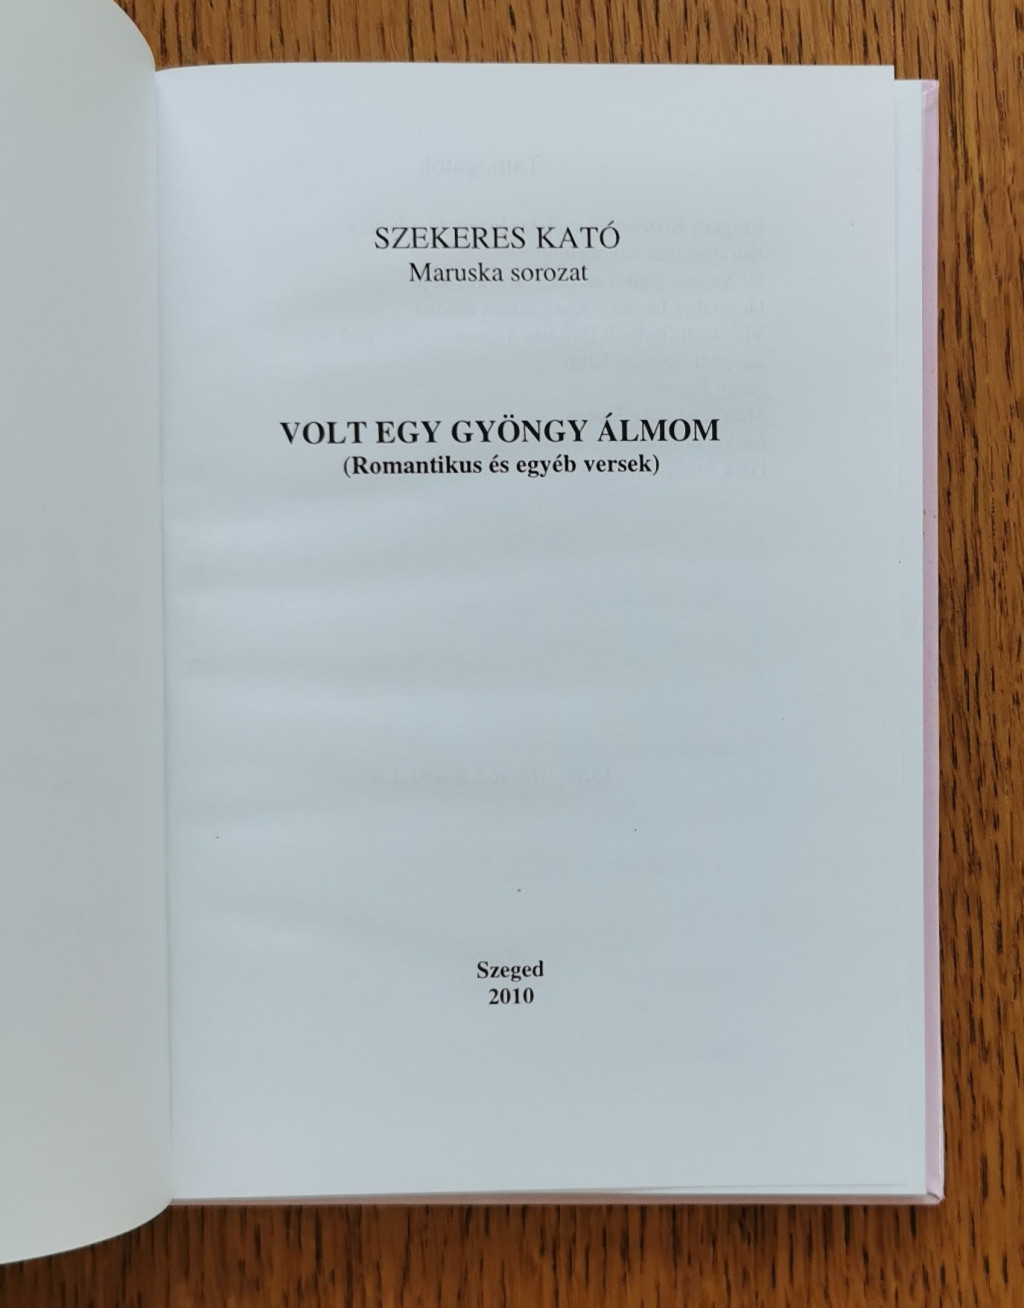 SZEKERES KATÓ
Maruska sorozat
VOLT EGY GYÖNGY ÁLMOM
(Romantikus és egyéb versek)
Szeged
2010